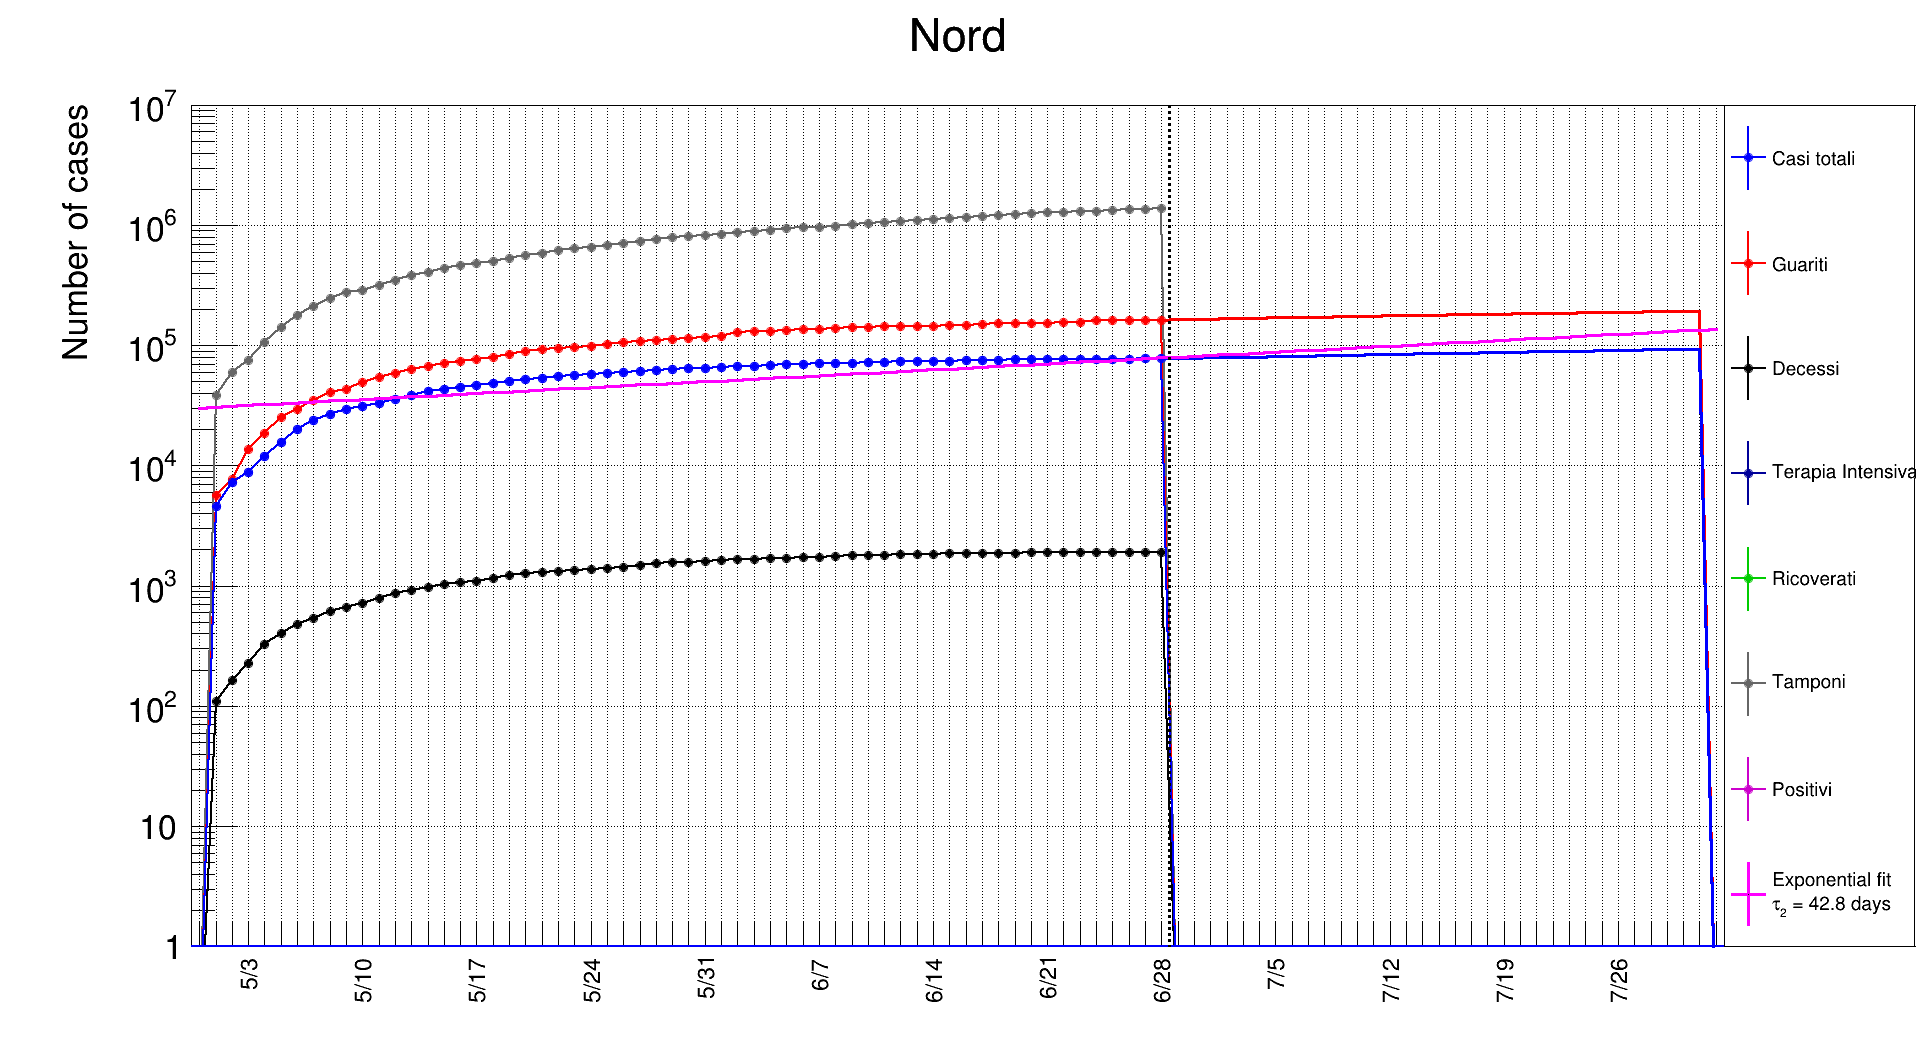 Nord
Number of cases
10^7
10^6
10^5
10^4
10^3
10^2
10
1
5/3
5/10
5/17
5/24
5/31
6/7
6/14
6/21
6/28
7/5
7/12
7/19
7/26
Casi totali
Guariti
Decessi
Terapia Intensiva
Ricoverati
Tamponi
Positivi
Exponential fit
τ_2 = 42.8 days